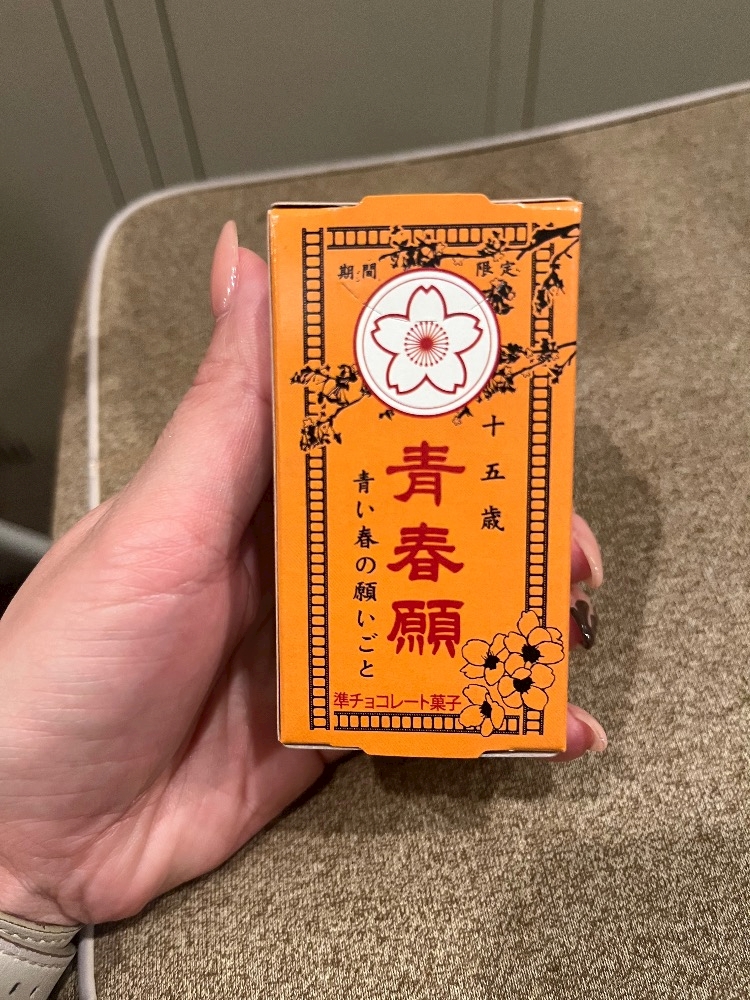 期間 限定
十五歳
青春願
青い春の願いごと
準チョコレート菓子